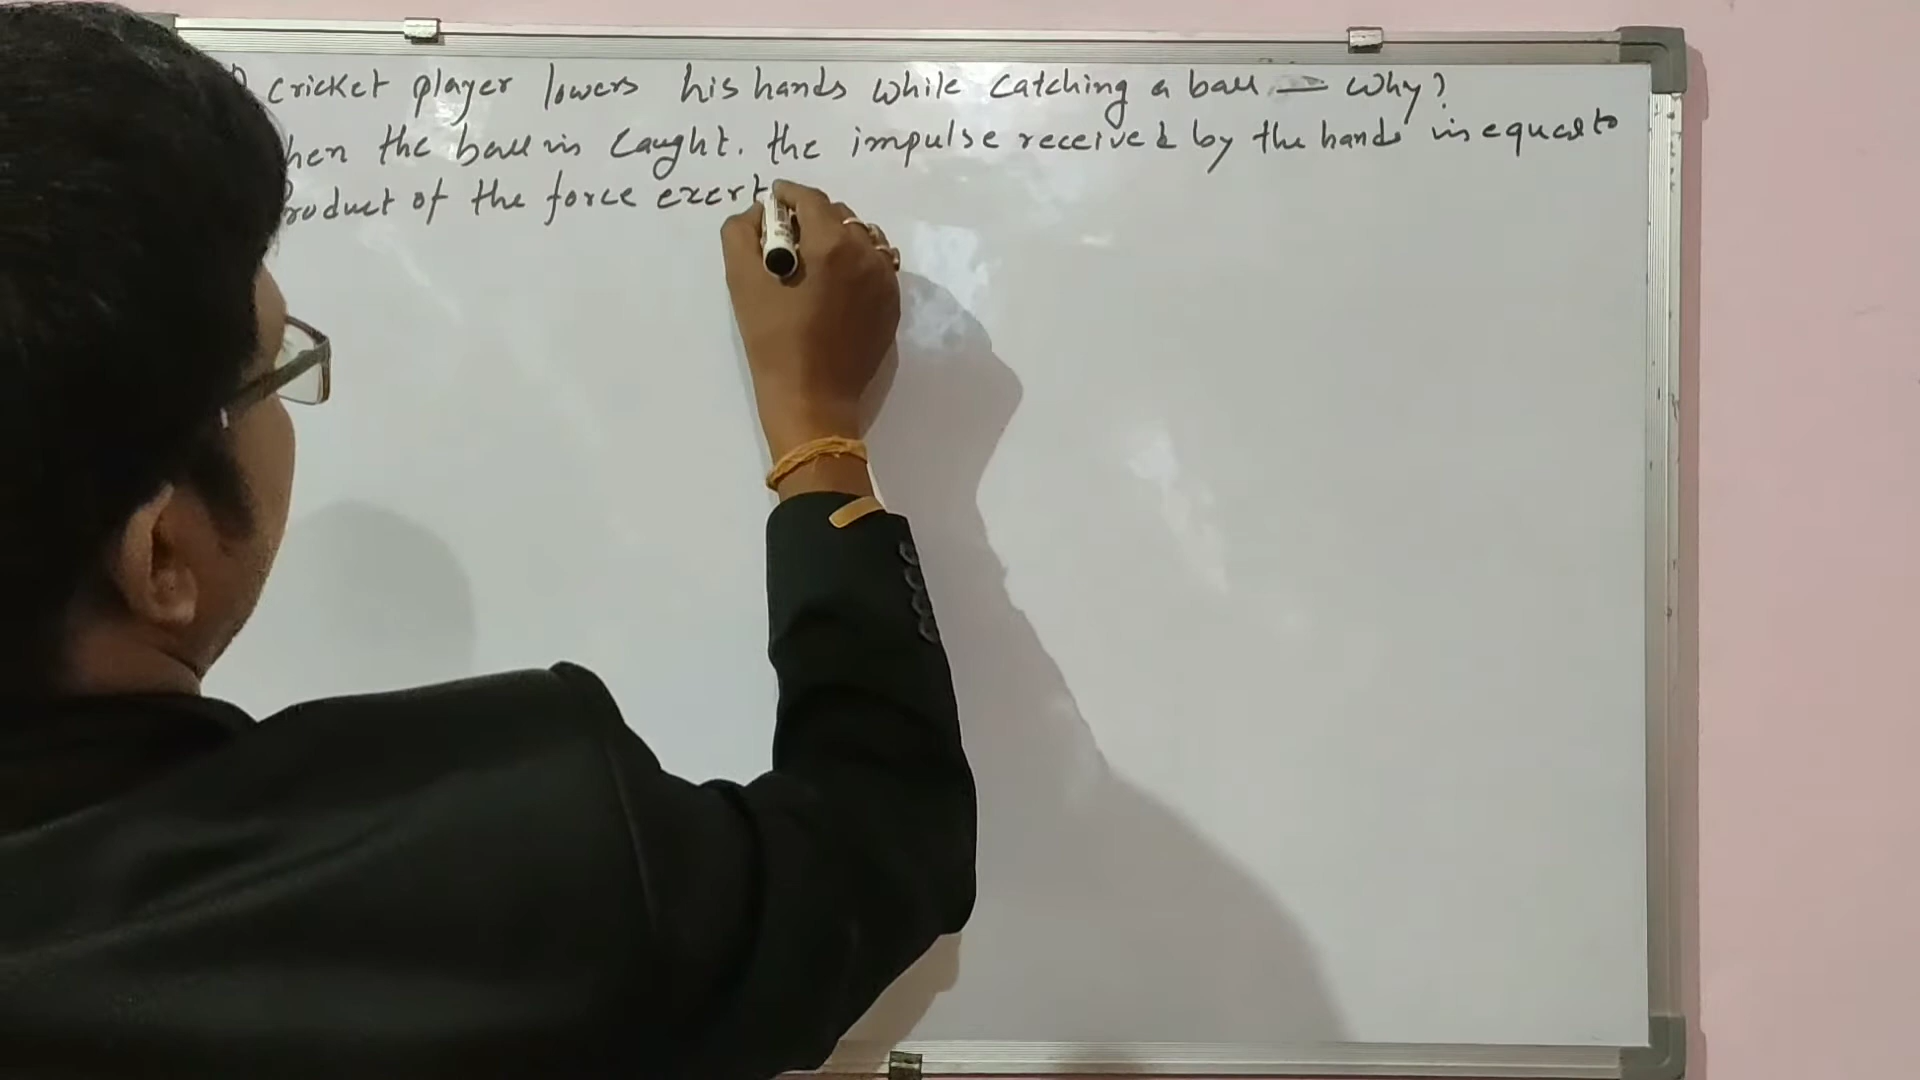 cricket player lowers his hands while catching a ball — why?
hen the ball is caught. the impulse received by the hands is equal to
roduct of the force exert